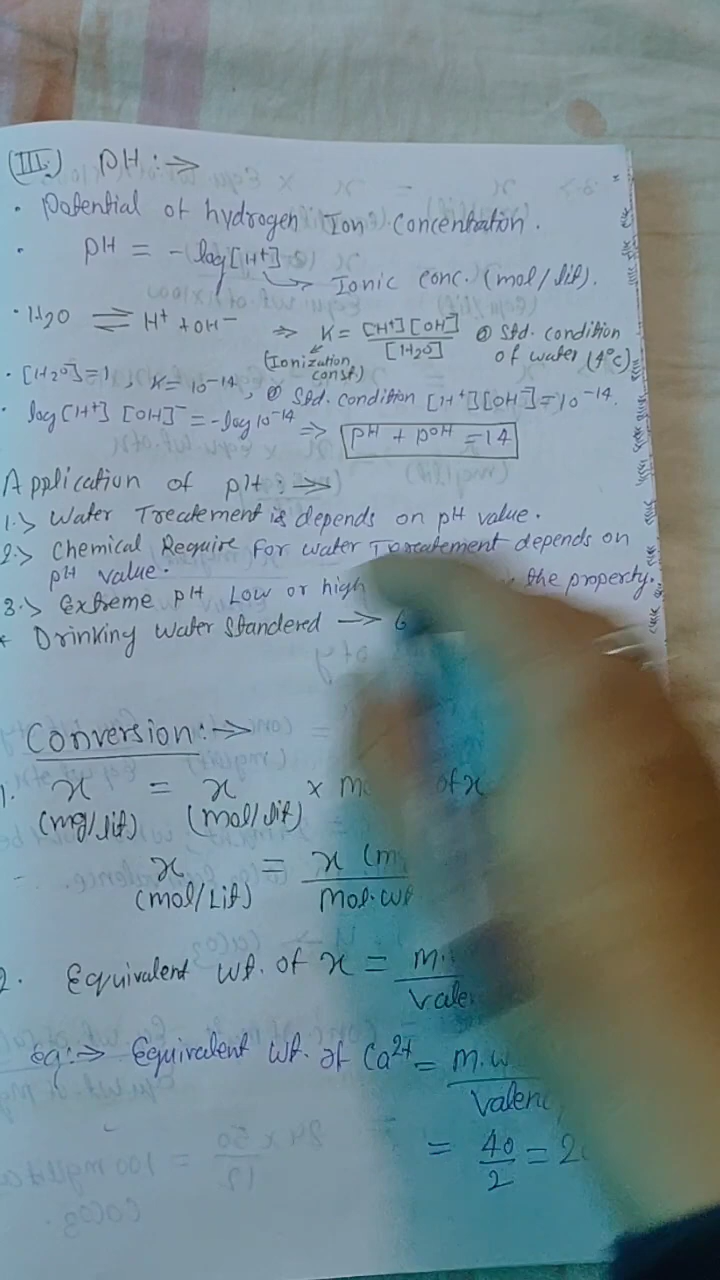 (III.) pH :→
• Potential of hydrogen Ion Concentration.
• pH = -log[H+] → Ionic Conc. (mol/lit).
• H2O ⇌ H+ + OH- ⇒ K = [H+][OH] / [H2O] @ Std. condition of water (4°C)
(Ionization const.)
• [H2O] = 1, K = 10-14, @ Std. condition [H+][OH-] = 10-14.
• log [H+] [OH]- = -log 10-14 ⇒ pH + pOH = 14
Application of pH :→
1.> Water Treatement is depends on pH value.
2.> Chemical Require For water Treatement depends on
pH value.
3.> Extreme pH Low or high the property.
* Drinking Water Standered → 6
Conversion :→
1. x = x × of x
(mg/lit) (mol/lit)
x = x
(mol/Lit) Mol.
2. Equivalent Wt. of x =
Eg:→ Equivalent Wt. of Ca2+ =
= 40/2 =